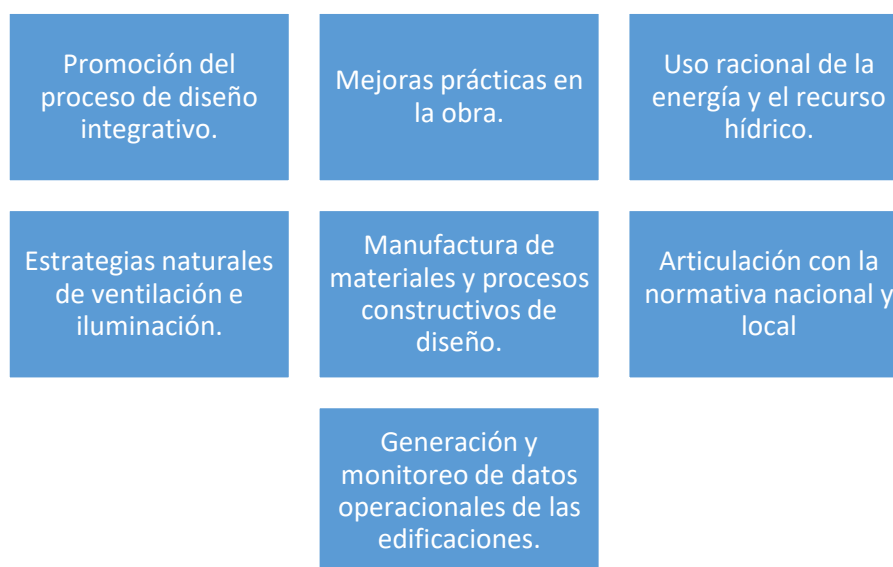 Promoción del
proceso de diseño
integrativo.
Mejoras prácticas en
la obra.
Uso racional de la
energía y el recurso
hídrico.
Estrategias naturales
de ventilación e
iluminación.
Manufactura de
materiales y procesos
constructivos de
diseño.
Articulación con la
normativa nacional y
local
Generación y
monitoreo de datos
operacionales de las
edificaciones.